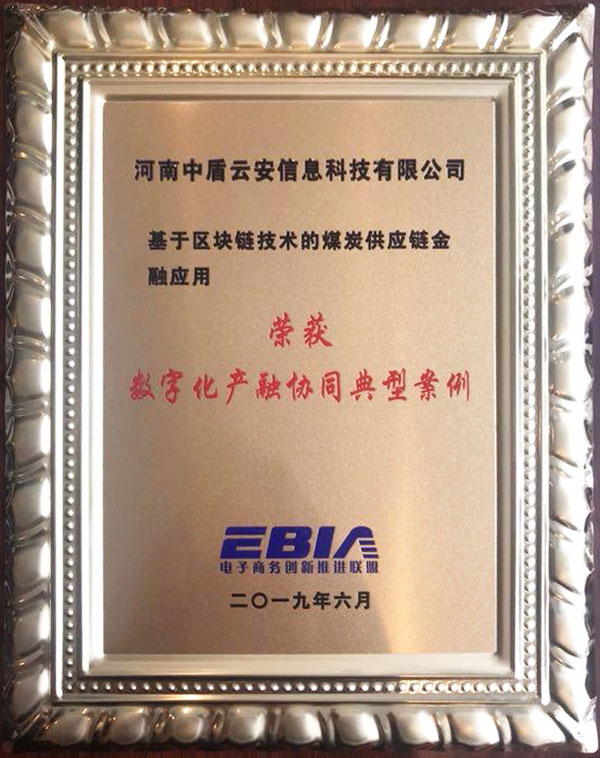 河南中盾云安信息科技有限公司
基于区块链技术的煤炭供应链金
融应用
荣获
数字化产融协同典型案例
EBIA
电子商务创新推进联盟
二〇一九年六月